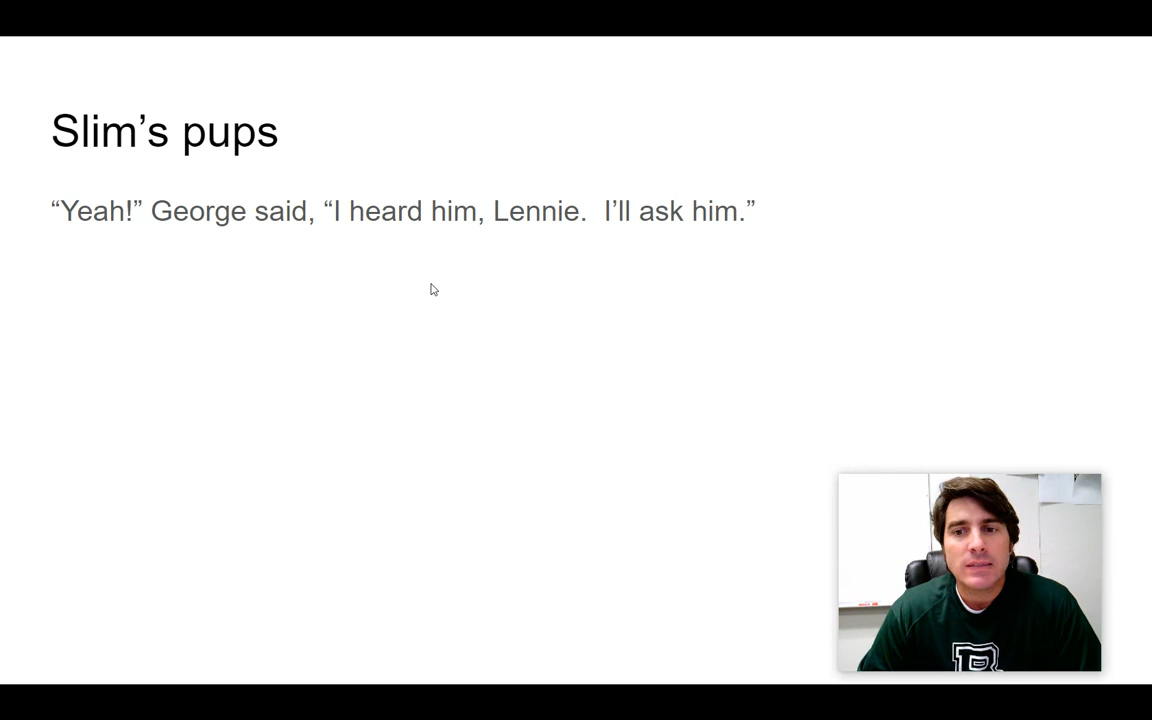 Slim’s pups
“Yeah!” George said, “I heard him, Lennie.  I’ll ask him.”